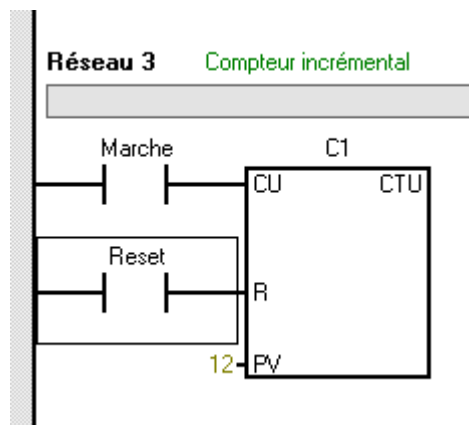 Réseau 3 Compteur incrémental
Marche C1
CU CTU
Reset
R
12 PV